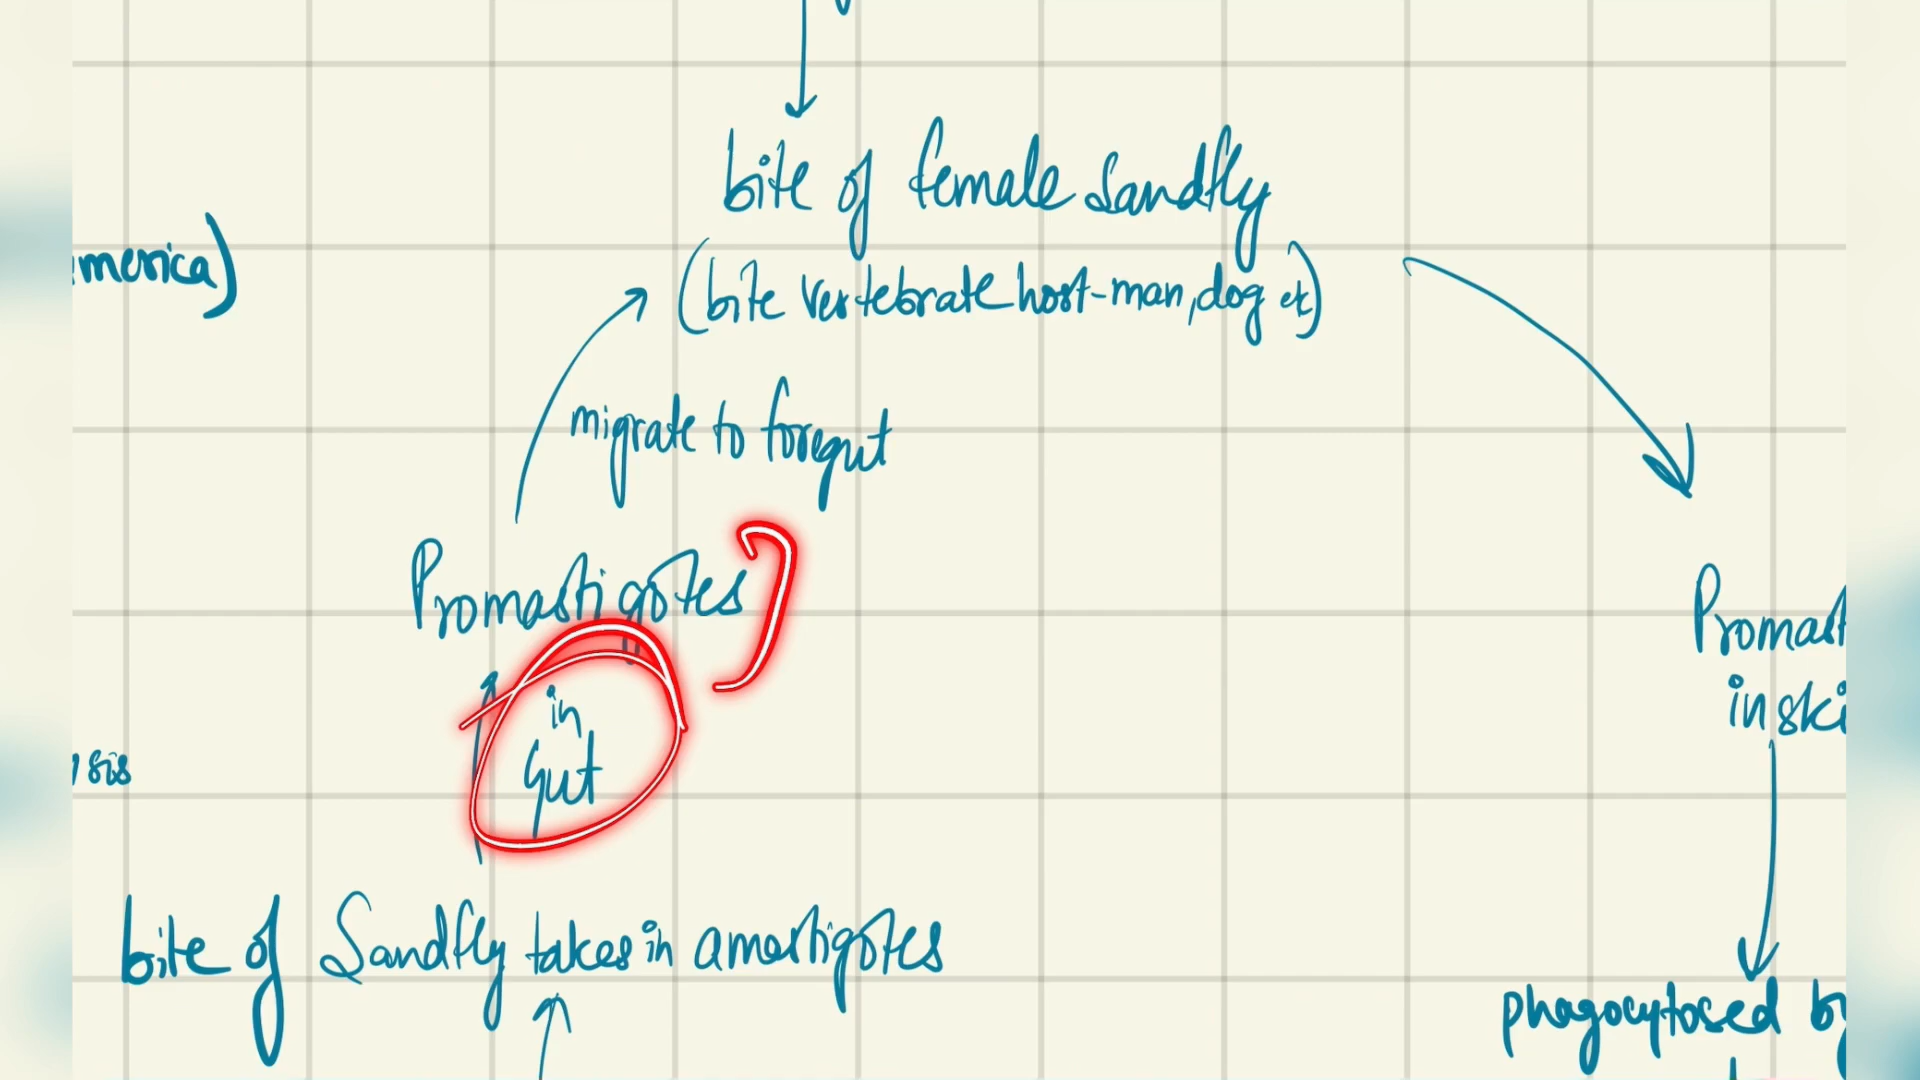 bite of female Sandfly
(bite vertebrate host-man, dog etc)
merica)
migrate to foregut
Promastigotes
in
gut
Promast
in ski
sis
bite of Sandfly takes in amastigotes
phagocytosed by